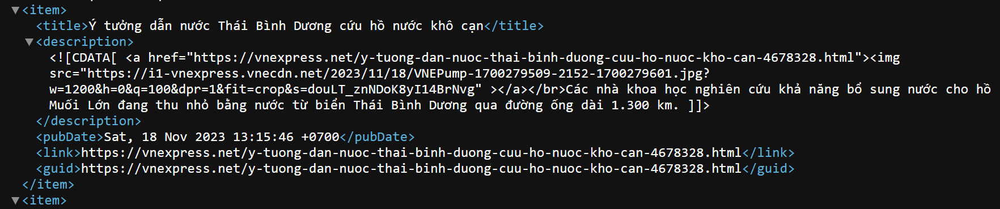 <item>
<title>Ý tưởng dẫn nước Thái Bình Dương cứu hồ nước khô cạn</title>
<description>
<![CDATA[ <a href="https://vnexpress.net/y-tuong-dan-nuoc-thai-binh-duong-cuu-ho-nuoc-kho-can-4678328.html"><img
src="https://i1-vnexpress.vnecdn.net/2023/11/18/VNEPump-1700279509-2152-1700279601.jpg?
w=1200&h=0&q=100&dpr=1&fit=crop&s=douLT_znNDoK8yI14BrNvg" ></a></br>Các nhà khoa học nghiên cứu khả năng bổ sung nước cho hồ
Muối Lớn đang thu nhỏ bằng nước từ biển Thái Bình Dương qua đường ống dài 1.300 km. ]]>
</description>
<pubDate>Sat, 18 Nov 2023 13:15:46 +0700</pubDate>
<link>https://vnexpress.net/y-tuong-dan-nuoc-thai-binh-duong-cuu-ho-nuoc-kho-can-4678328.html</link>
<guid>https://vnexpress.net/y-tuong-dan-nuoc-thai-binh-duong-cuu-ho-nuoc-kho-can-4678328.html</guid>
</item>
<item>